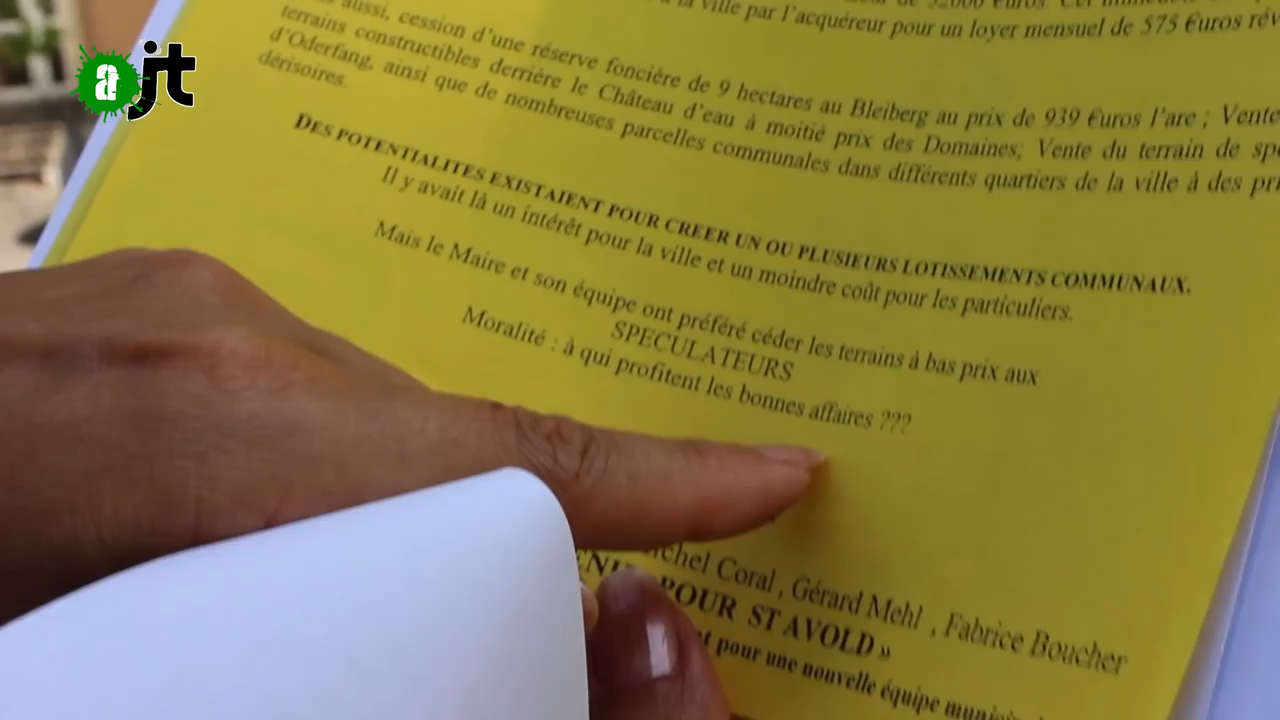 ajt
52000 €uros. Cet
à la ville par l'acquéreur pour un loyer mensuel de 575 €uros
aussi, cession d'une réserve foncière de 9 hectares au Bleiberg au prix de 939 €uros l'are ; Vente
terrains constructibles derrière le Château d'eau à moitié prix des Domaines; Vente du terrain de
d'Oderfang, ainsi que de nombreuses parcelles communales dans différents quartiers de la ville à des
dérisoires.
DES POTENTIALITES EXISTAIENT POUR CREER UN OU PLUSIEURS LOTISSEMENTS COMMUNAUX.
Il y avait là un intérêt pour la ville et un moindre coût pour les particuliers.
Mais le Maire et son équipe ont préféré céder les terrains à bas prix aux
SPECULATEURS
Moralité : à qui profitent les bonnes affaires ???
Coral , Gérard Mehl , Fabrice Boucher
POUR ST AVOLD »
pour une nouvelle équipe